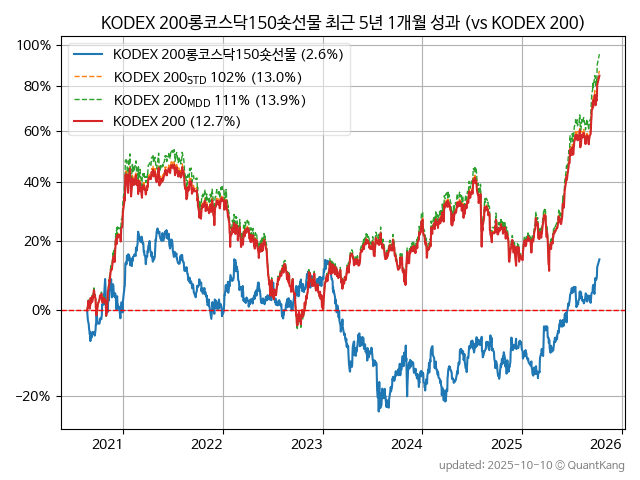 KODEX 200롱코스닥150숏선물 최근 5년 1개월 성과 (vs KODEX 200)
100%
80%
60%
40%
20%
0%
−20%
KODEX 200롱코스닥150숏선물 (2.6%)
KODEX 200STD 102% (13.0%)
KODEX 200MDD 111% (13.9%)
KODEX 200 (12.7%)
2021 2022 2023 2024 2025 2026
updated: 2025-10-10 © QuantKang